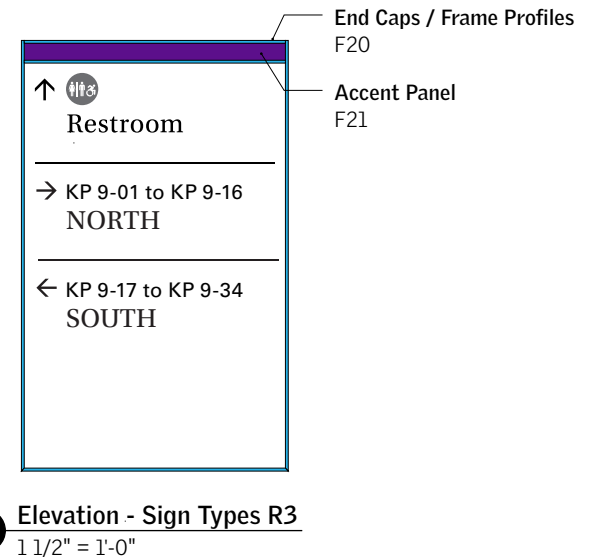 End Caps / Frame Profiles
F20
Accent Panel
F21
↑
Restroom
→ KP 9-01 to KP 9-16
NORTH
← KP 9-17 to KP 9-34
SOUTH
Elevation - Sign Types R3
1 1/2" = 1'-0"